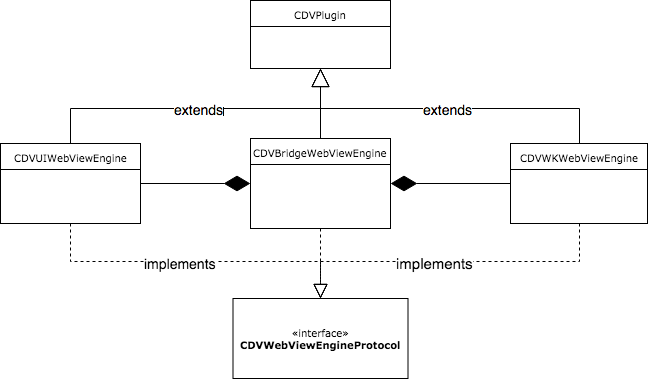 CDVPlugin
extends
extends
CDVUIWebViewEngine
CDVBridgeWebViewEngine
CDVWKWebViewEngine
implements
implements
«interface»
CDVWebViewEngineProtocol